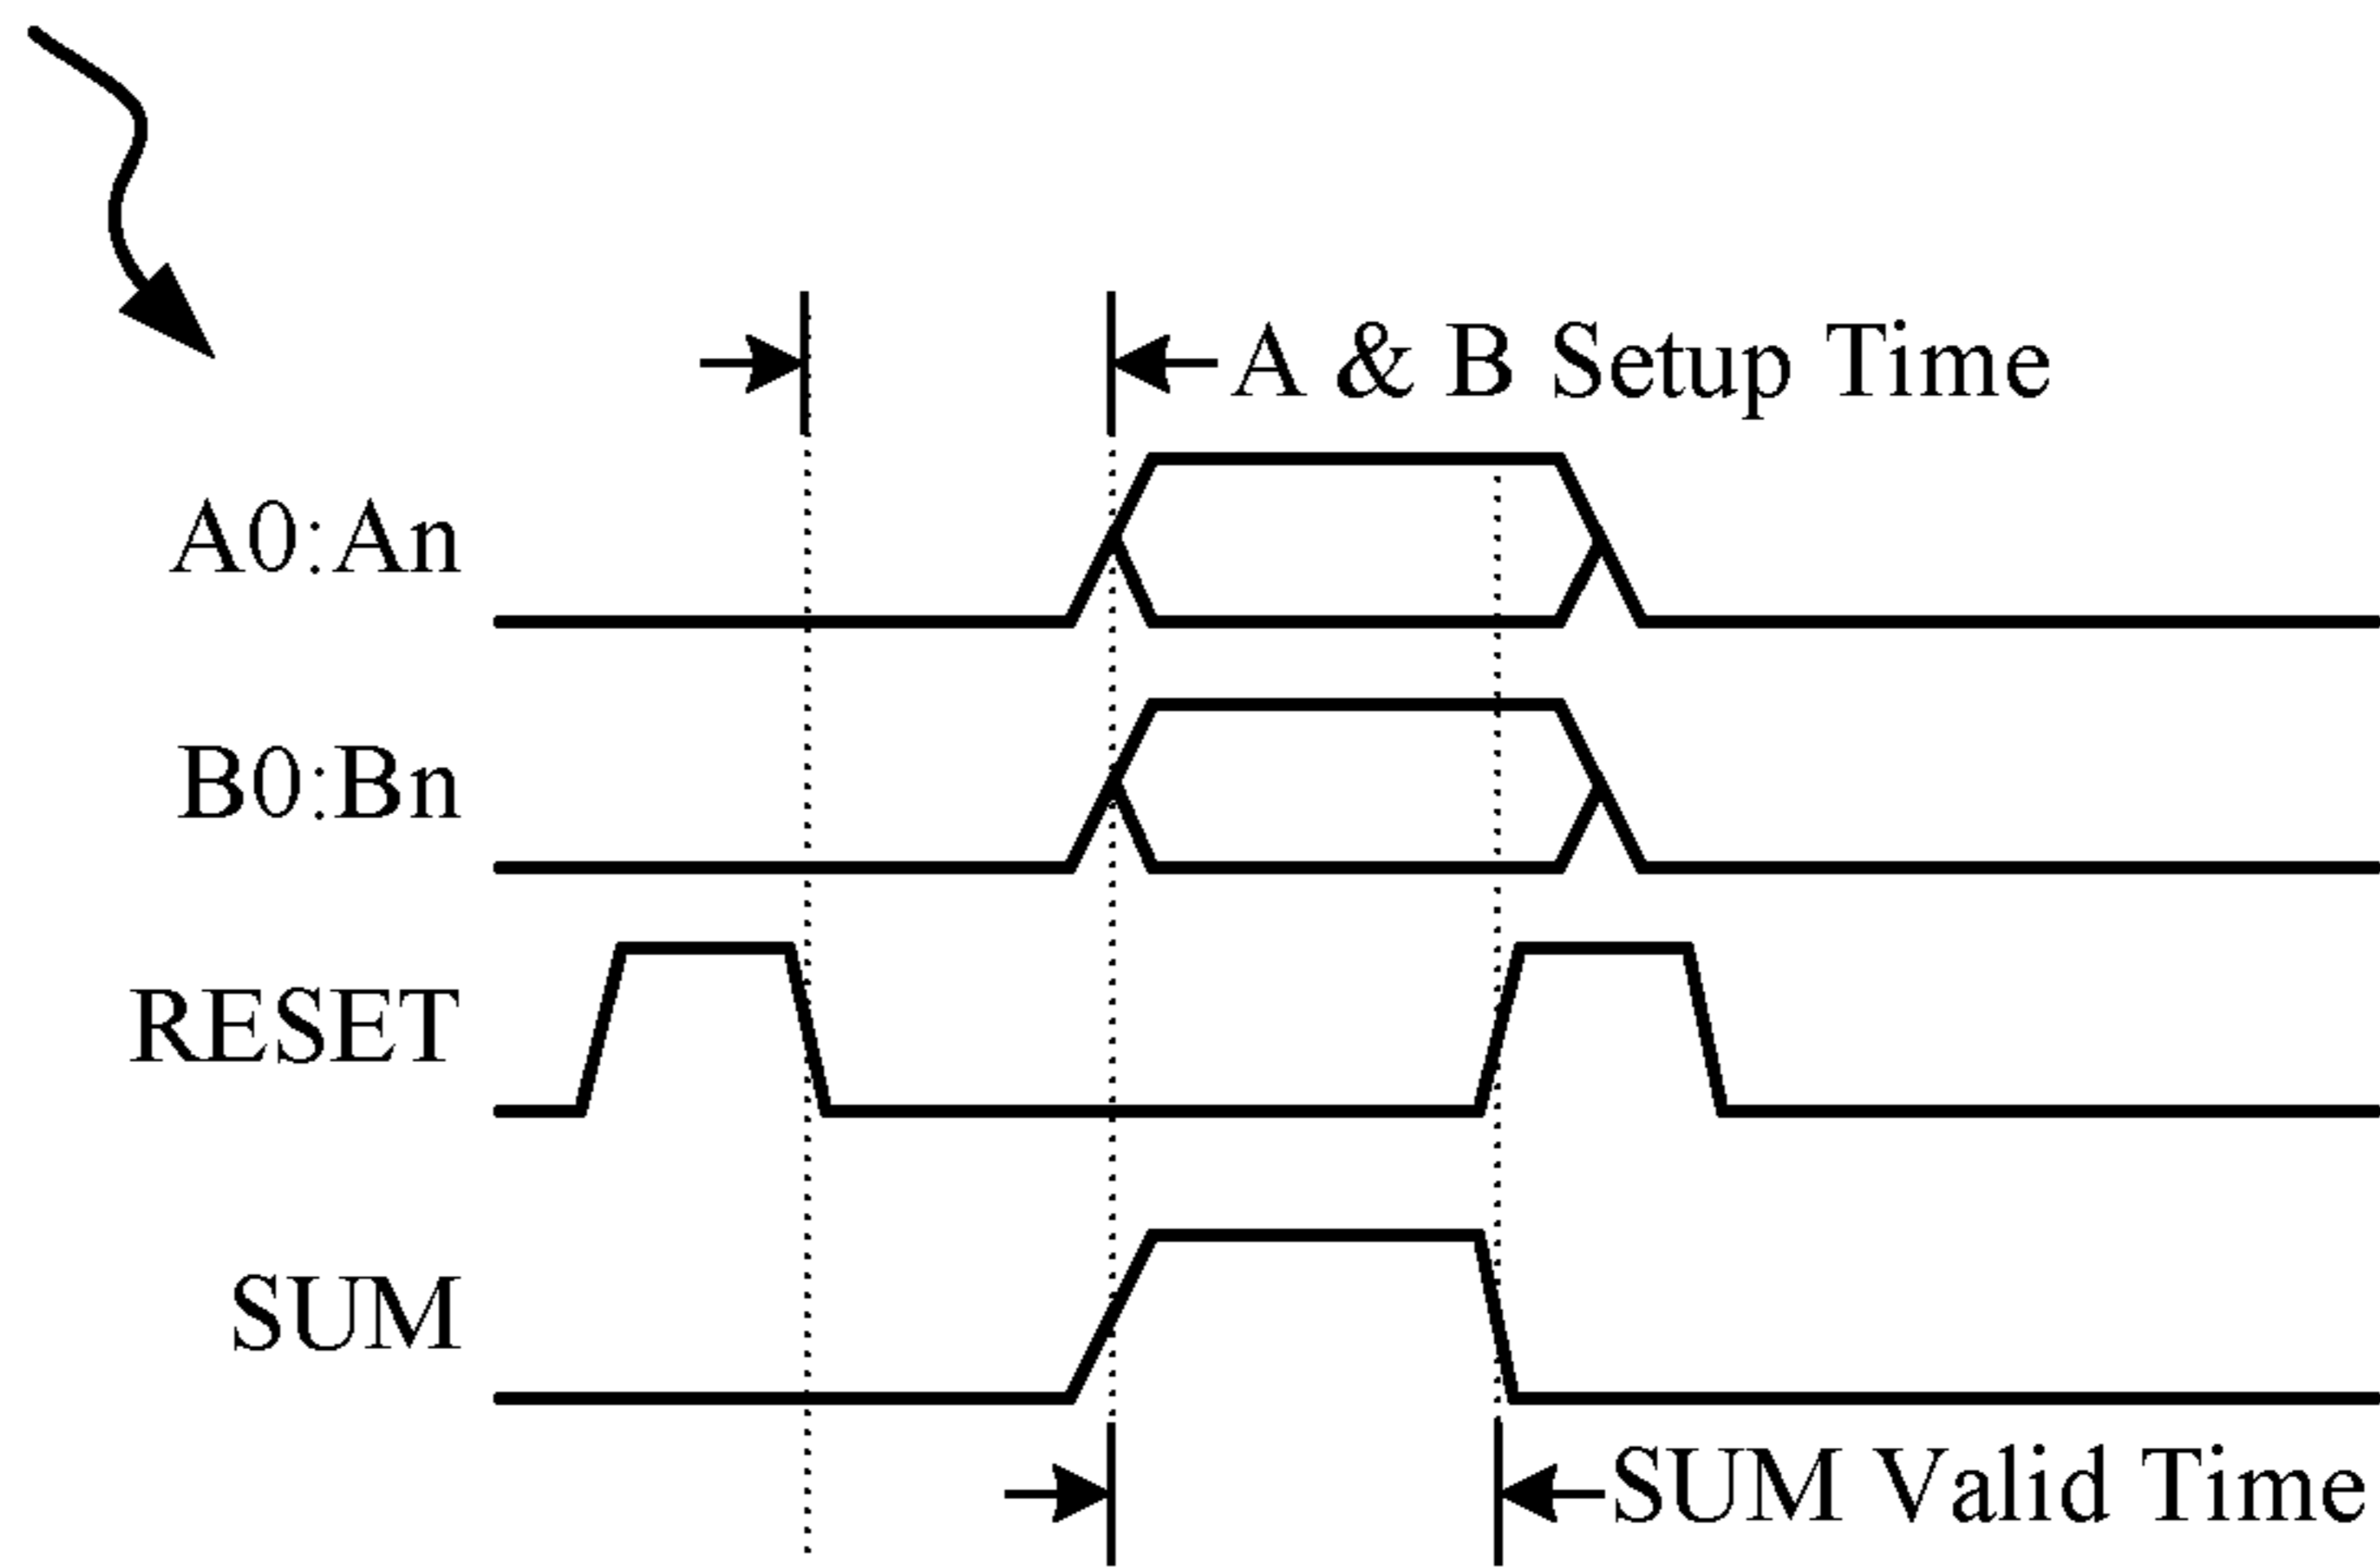 A & B Setup Time
A0:An
B0:Bn
RESET
SUM
SUM Valid Time